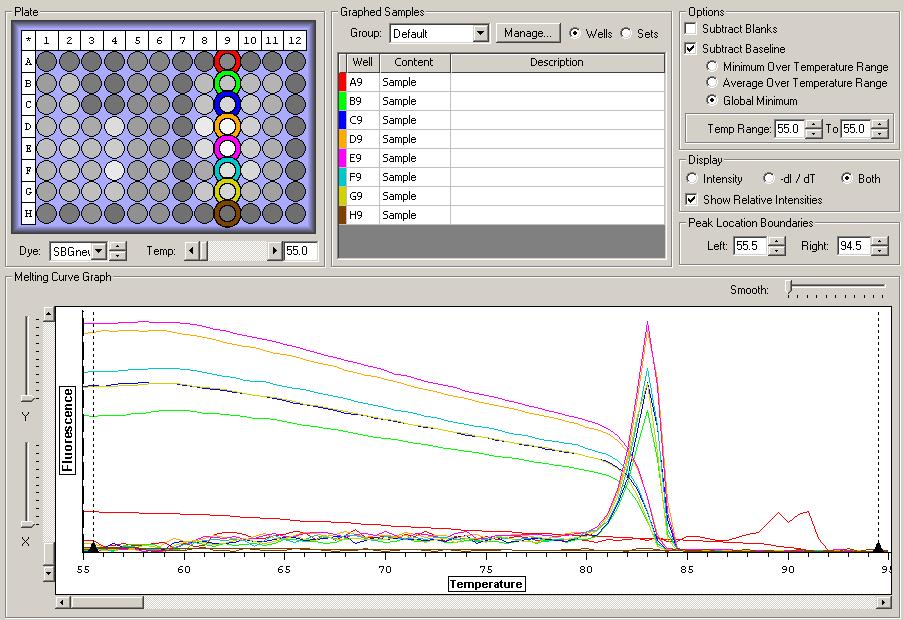 Plate
* 1 2 3 4 5 6 7 8 9 10 11 12
A
B
C
D
E
F
G
H
Dye: SBGnew Temp: 55.0
Graphed Samples
Group: Default Manage... Wells Sets
Well Content Description
A9 Sample
B9 Sample
C9 Sample
D9 Sample
E9 Sample
F9 Sample
G9 Sample
H9 Sample
Options
Subtract Blanks
Subtract Baseline
Minimum Over Temperature Range
Average Over Temperature Range
Global Minimum
Temp Range: 55.0 To 55.0
Display
Intensity -dI / dT Both
Show Relative Intensities
Peak Location Boundaries
Left: 55.5 Right: 94.5
Melting Curve Graph
Smooth:
Y
X
Fluorescence
55 60 65 70 75 80 85 90
Temperature